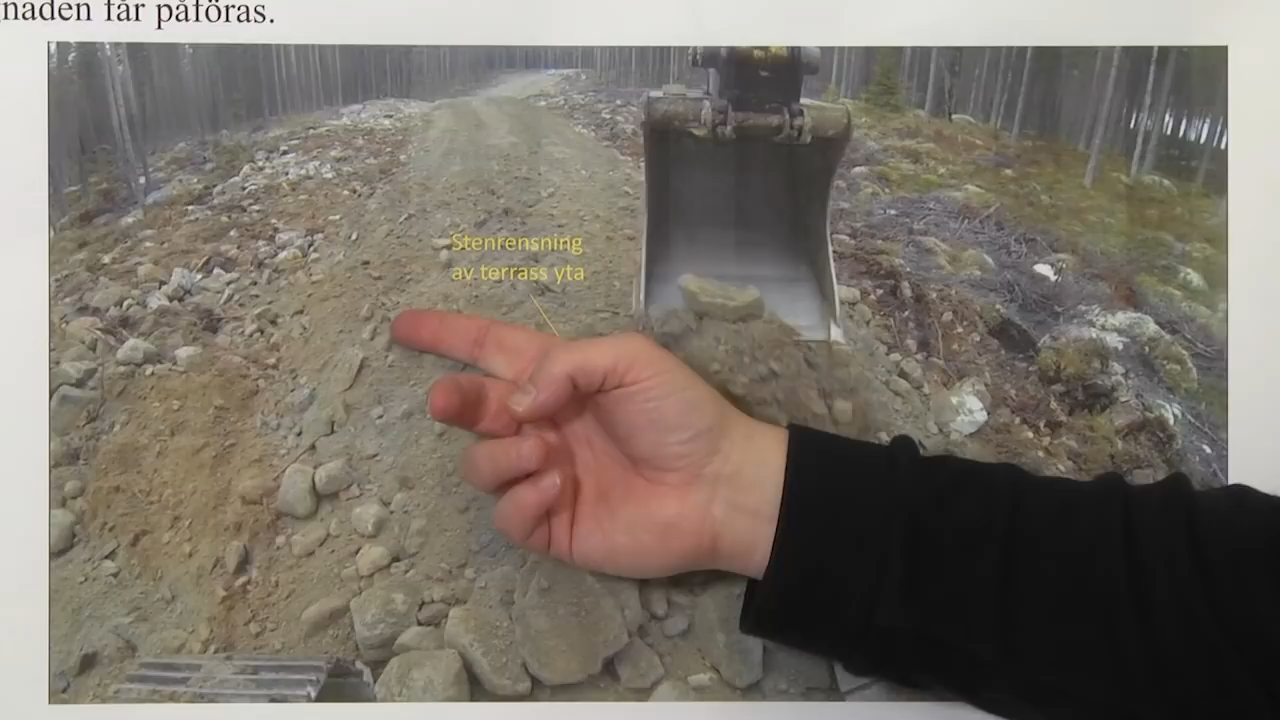 naden får påföras.
Stenrensning
av terrass yta